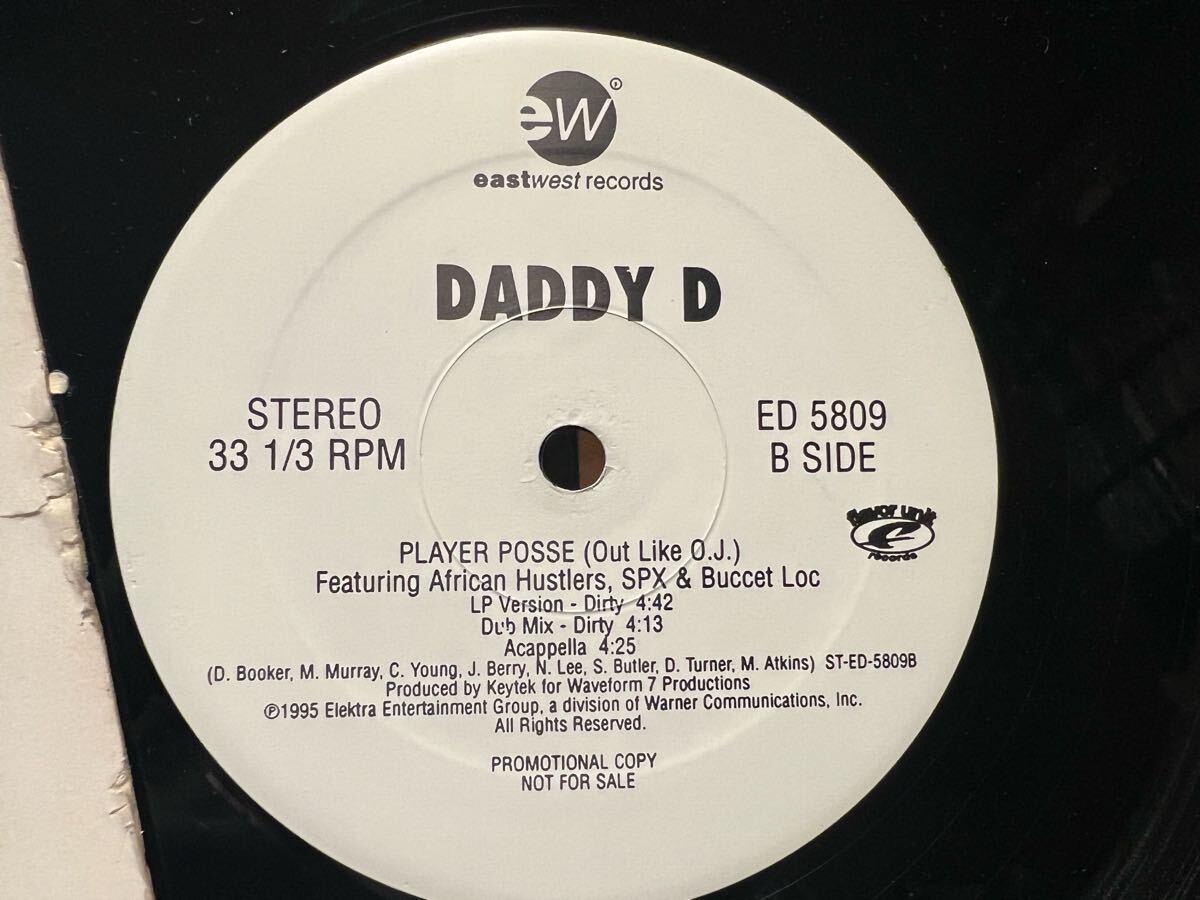 ew
eastwest records
DADDY D
STEREO
33 1/3 RPM
ED 5809
B SIDE
flavor unit
records
PLAYER POSSE (Out Like O.J.)
Featuring African Hustlers, SPX & Buccet Loc
LP Version - Dirty 4:42
Dub Mix - Dirty 4:13
Acappella 4:25
(D. Booker, M. Murray, C. Young, J. Berry, N. Lee, S. Butler, D. Turner, M. Atkins) ST-ED-5809B
Produced by Keytek for Waveform 7 Productions
℗1995 Elektra Entertainment Group, a division of Warner Communications, Inc.
All Rights Reserved.
PROMOTIONAL COPY
NOT FOR SALE